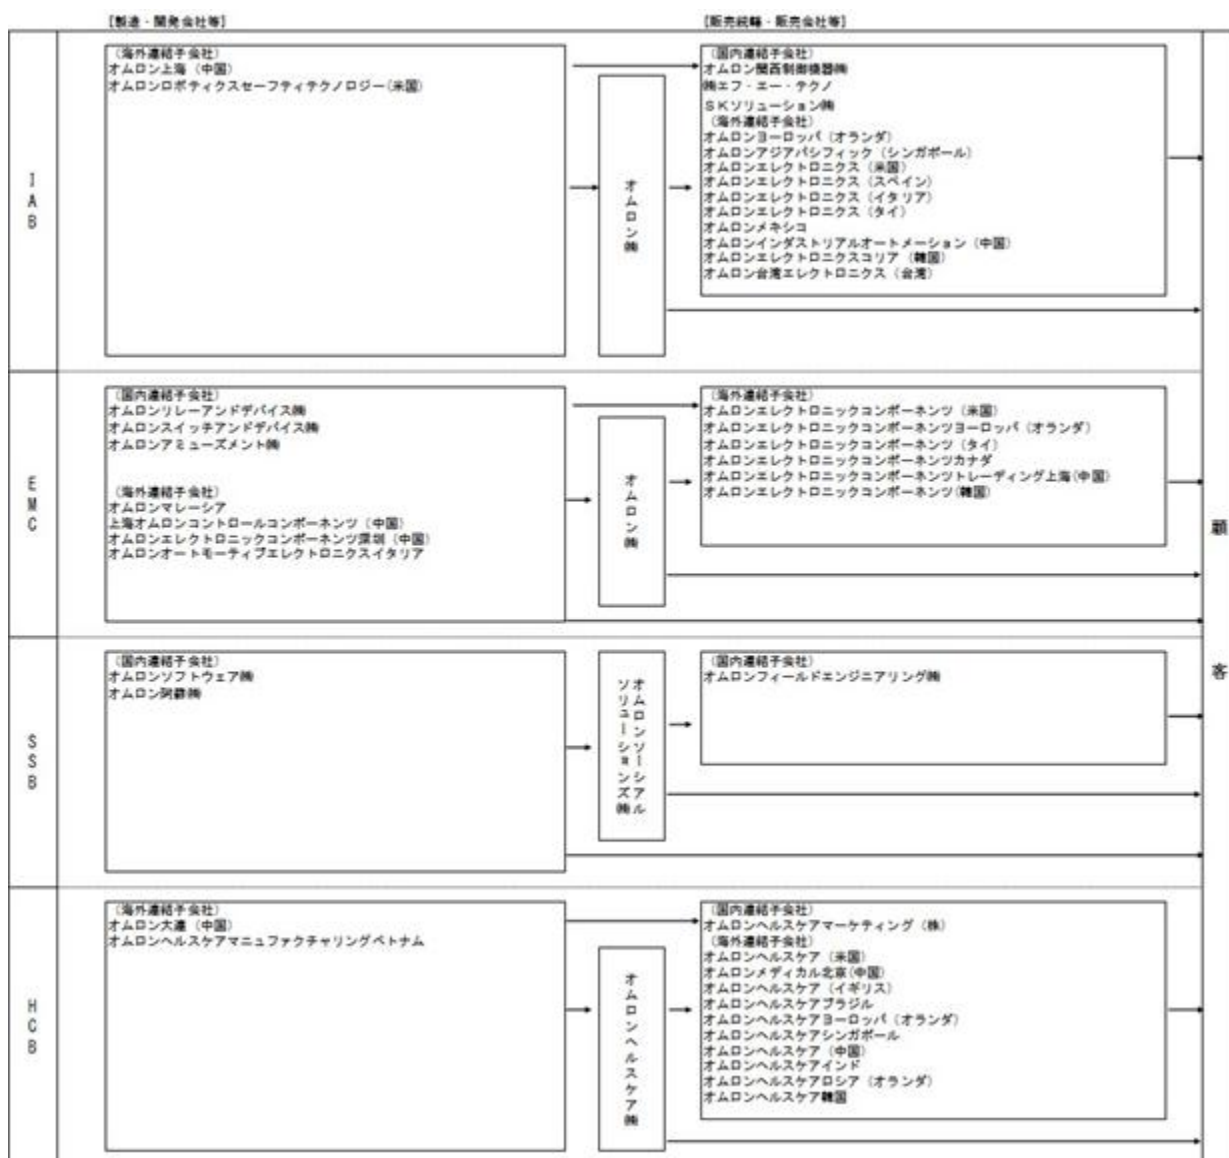 [製造・開発会社等]
[販売統轄・販売会社等]
IAB
（海外連結子会社）
オムロン上海（中国）
オムロンロボティクスセーフティテクノロジー(米国)
オムロン㈱
（国内連結子会社）
オムロン関西制御機器㈱
㈱エフ・エー・テクノ
ＳＫソリューション㈱
（海外連結子会社）
オムロンヨーロッパ（オランダ）
オムロンアジアパシフィック（シンガポール）
オムロンエレクトロニクス（米国）
オムロンエレクトロニクス（スペイン）
オムロンエレクトロニクス（イタリア）
オムロンエレクトロニクス（タイ）
オムロンメキシコ
オムロンインダストリアルオートメーション（中国）
オムロンエレクトロニクスコリア（韓国）
オムロン台湾エレクトロニクス（台湾）
EMC
（国内連結子会社）
オムロンリレーアンドデバイス㈱
オムロンスイッチアンドデバイス㈱
オムロンアミューズメント㈱
（海外連結子会社）
オムロンマレーシア
上海オムロンコントロールコンポーネンツ（中国）
オムロンエレクトロニックコンポーネンツ深圳（中国）
オムロンオートモーティブエレクトロニクスイタリア
オムロン㈱
（海外連結子会社）
オムロンエレクトロニックコンポーネンツ（米国）
オムロンエレクトロニックコンポーネンツヨーロッパ（オランダ）
オムロンエレクトロニックコンポーネンツ（タイ）
オムロンエレクトロニックコンポーネンツカナダ
オムロンエレクトロニックコンポーネンツトレーディング上海(中国)
オムロンエレクトロニックコンポーネンツ(韓国)
顧客
SSB
（国内連結子会社）
オムロンソフトウェア㈱
オムロン阿蘇㈱
オムロンソーシアル
ソリューションズ㈱
（国内連結子会社）
オムロンフィールドエンジニアリング㈱
HCB
（海外連結子会社）
オムロン大連（中国）
オムロンヘルスケアマニュファクチャリングベトナム
オムロンヘルスケア㈱
（国内連結子会社）
オムロンヘルスケアマーケティング（株）
（海外連結子会社）
オムロンヘルスケア（米国）
オムロンメディカル北京(中国)
オムロンヘルスケア（イギリス）
オムロンヘルスケアブラジル
オムロンヘルスケアヨーロッパ（オランダ）
オムロンヘルスケアシンガポール
オムロンヘルスケア（中国）
オムロンヘルスケアインド
オムロンヘルスケアロシア（オランダ）
オムロンヘルスケア韓国